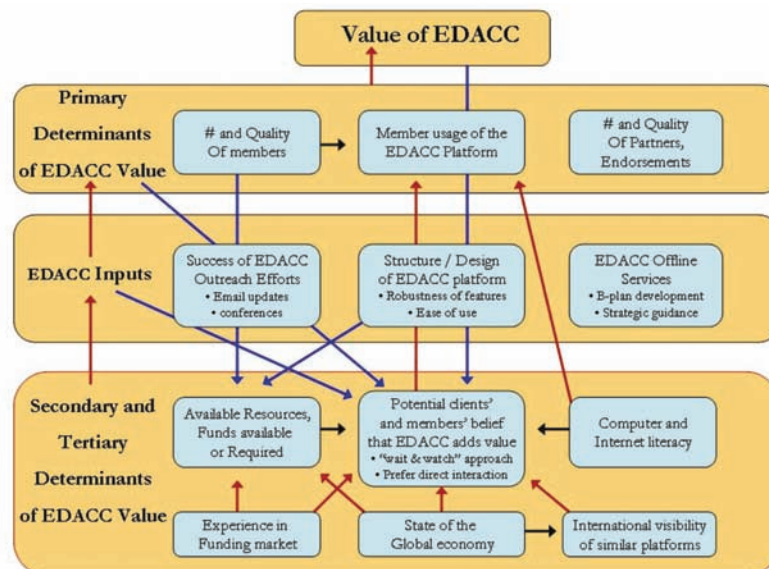 Value of EDACC
Primary
Determinants
of EDACC Value
# and Quality
Of members
Member usage of the
EDACC Platform
# and Quality
Of Partners,
Endorsements
EDACC Inputs
Success of EDACC
Outreach Efforts
• Email updates
• conferences
Structure / Design
of EDACC platform
• Robustness of features
• Ease of use
EDACC Offline
Services
• B-plan development
• Strategic guidance
Secondary and
Tertiary
Determinants
of EDACC Value
Available Resources,
Funds available
or Required
Potential clients'
and members' belief
that EDACC adds value
• "wait & watch" approach
• Prefer direct interaction
Computer and
Internet literacy
Experience in
Funding market
State of the
Global economy
International visibility
of similar platforms